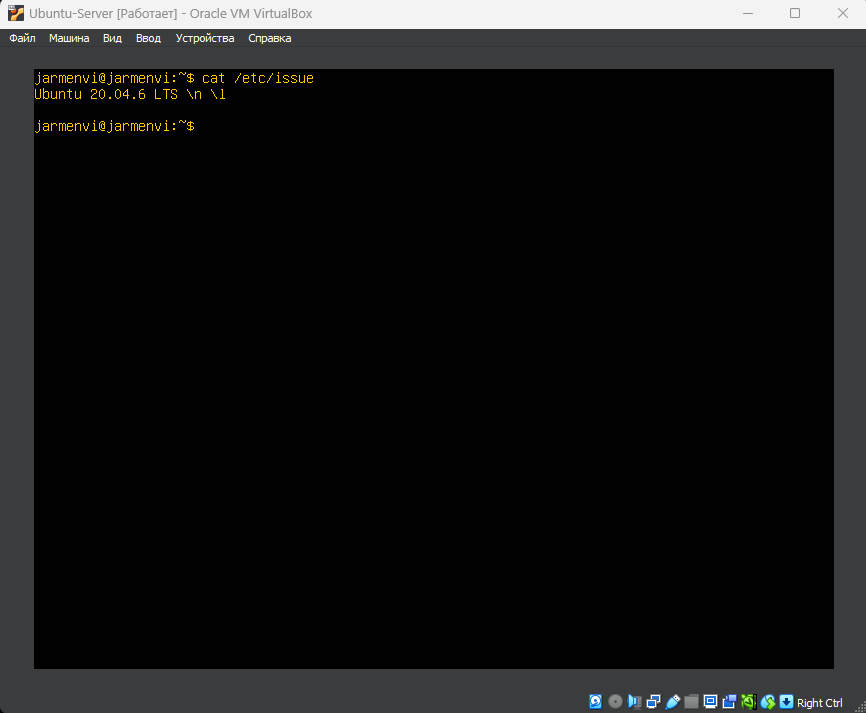 Ubuntu-Server [Работает] - Oracle VM VirtualBox
Файл Машина Вид Ввод Устройства Справка
jarmenvi@jarmenvi:~$ cat /etc/issue
Ubuntu 20.04.6 LTS \n \l
jarmenvi@jarmenvi:~$
Right Ctrl